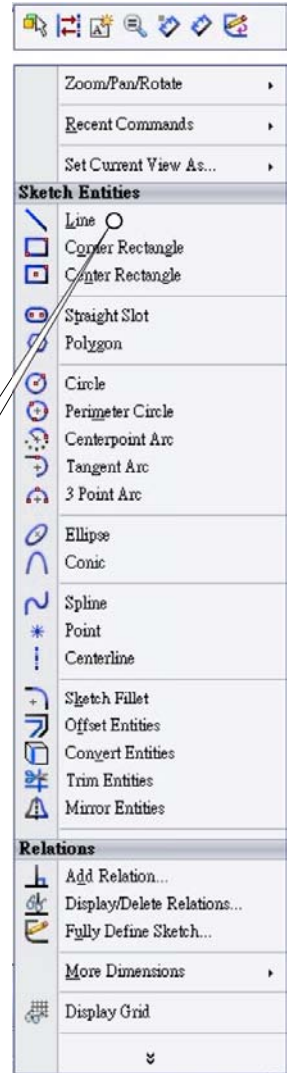 Zoom/Pan/Rotate
Recent Commands
Set Current View As...
Sketch Entities
Line
Corner Rectangle
Center Rectangle
Straight Slot
Polygon
Circle
Perimeter Circle
Centerpoint Arc
Tangent Arc
3 Point Arc
Ellipse
Conic
Spline
Point
Centerline
Sketch Fillet
Offset Entities
Convert Entities
Trim Entities
Mirror Entities
Relations
Add Relation...
Display/Delete Relations...
Fully Define Sketch...
More Dimensions
Display Grid